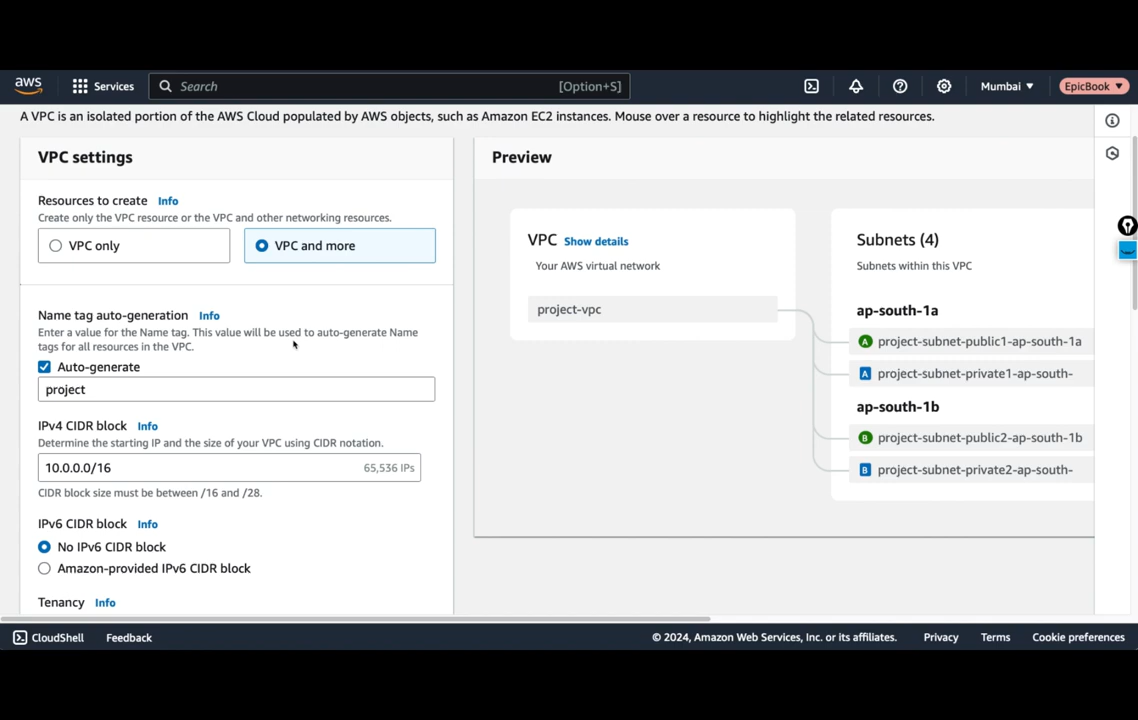 aws
Services
Search
[Option+S]
Mumbai
EpicBook
A VPC is an isolated portion of the AWS Cloud populated by AWS objects, such as Amazon EC2 instances. Mouse over a resource to highlight the related resources.
VPC settings
Resources to create Info
Create only the VPC resource or the VPC and other networking resources.
VPC only
VPC and more
Name tag auto-generation Info
Enter a value for the Name tag. This value will be used to auto-generate Name
tags for all resources in the VPC.
Auto-generate
project
IPv4 CIDR block Info
Determine the starting IP and the size of your VPC using CIDR notation.
10.0.0.0/16
65,536 IPs
CIDR block size must be between /16 and /28.
IPv6 CIDR block Info
No IPv6 CIDR block
Amazon-provided IPv6 CIDR block
Tenancy Info
Preview
VPC Show details
Your AWS virtual network
project-vpc
Subnets (4)
Subnets within this VPC
ap-south-1a
A project-subnet-public1-ap-south-1a
A project-subnet-private1-ap-south-
ap-south-1b
B project-subnet-public2-ap-south-1b
B project-subnet-private2-ap-south-
CloudShell
Feedback
© 2024, Amazon Web Services, Inc. or its affiliates.
Privacy
Terms
Cookie preferences